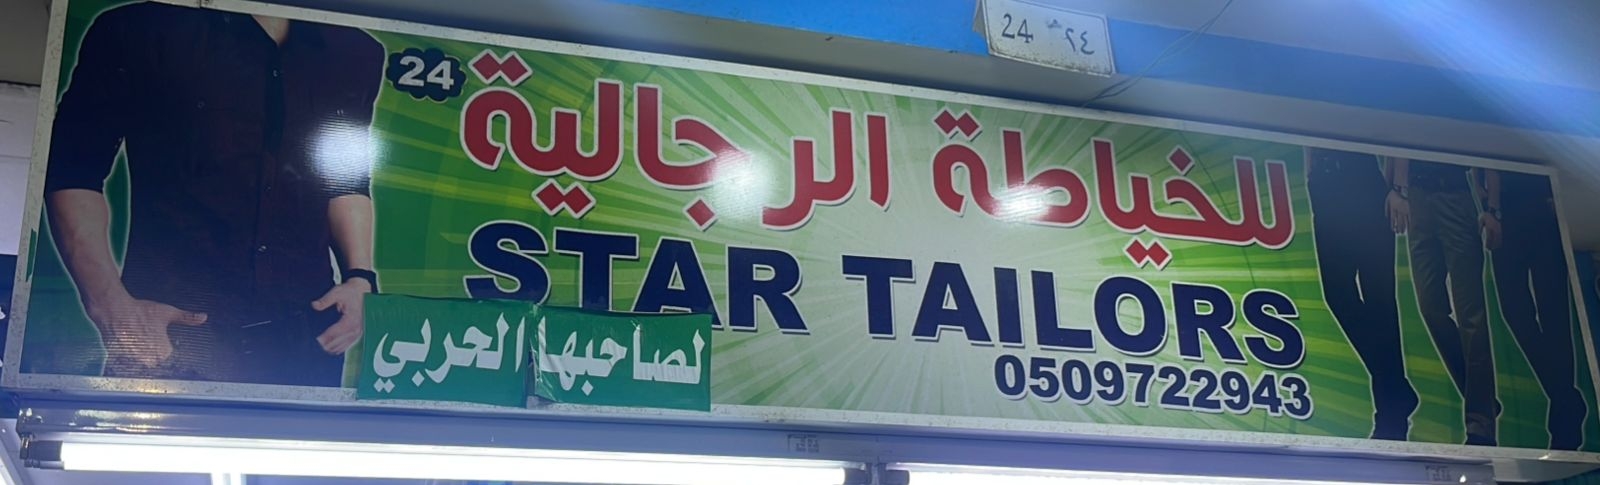 24 ٢٤
24
للخياطة الرجالية
STAR TAILORS
لصاحبها الحربي
0509722943